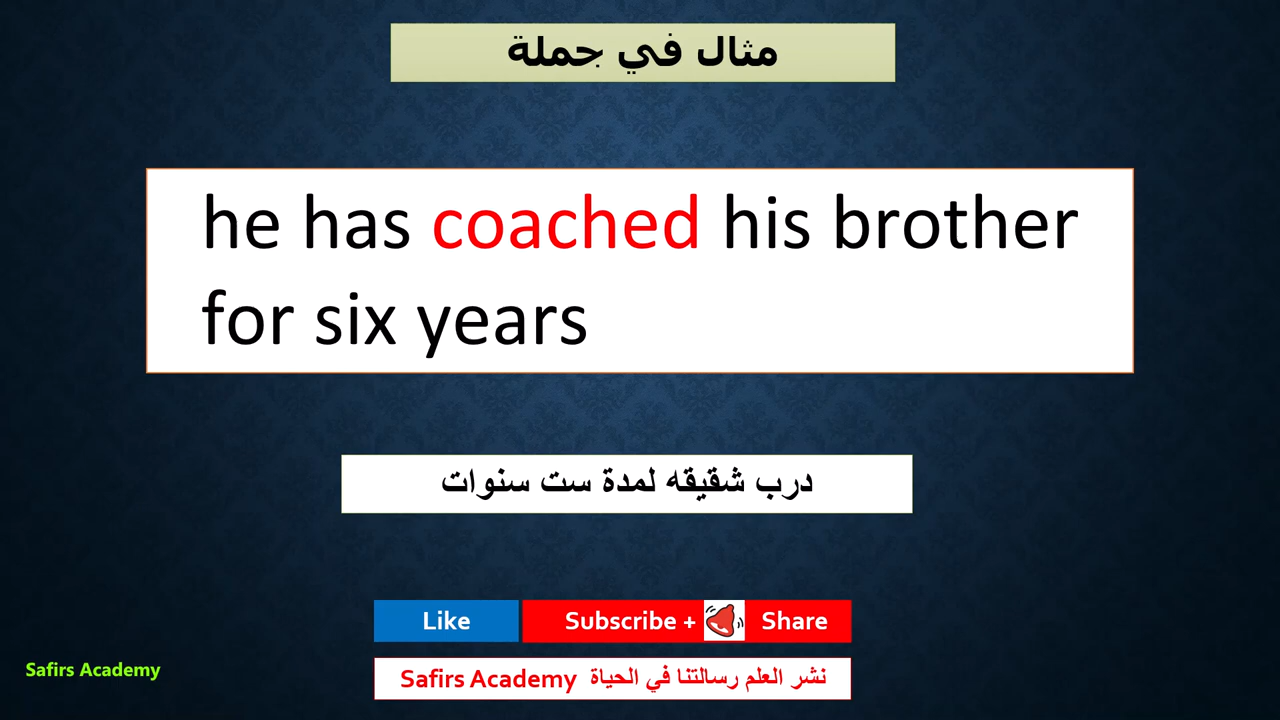 مثال في جملة
he has coached his brother
for six years
درب شقيقه لمدة ست سنوات
Like Subscribe + Share
Safirs Academy نشر العلم رسالتنا في الحياة
Safirs Academy